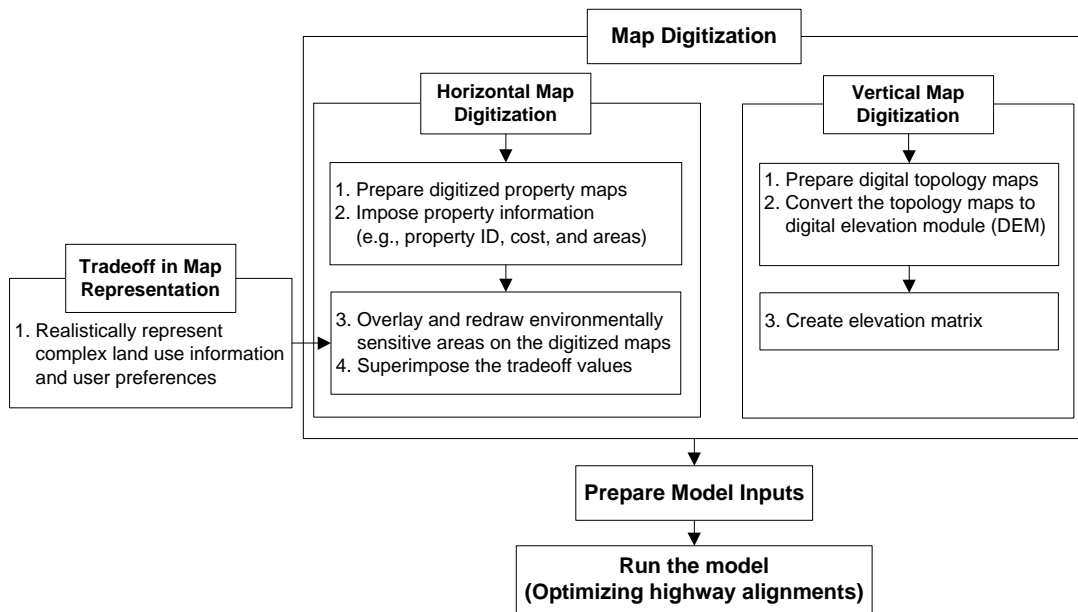 Map Digitization
Horizontal Map
Digitization
1. Prepare digitized property maps
2. Impose property information
(e.g., property ID, cost, and areas)
3. Overlay and redraw environmentally
sensitive areas on the digitized maps
4. Superimpose the tradeoff values
Vertical Map
Digitization
1. Prepare digital topology maps
2. Convert the topology maps to
digital elevation module (DEM)
3. Create elevation matrix
Tradeoff in Map
Representation
1. Realistically represent
complex land use information
and user preferences
Prepare Model Inputs
Run the model
(Optimizing highway alignments)